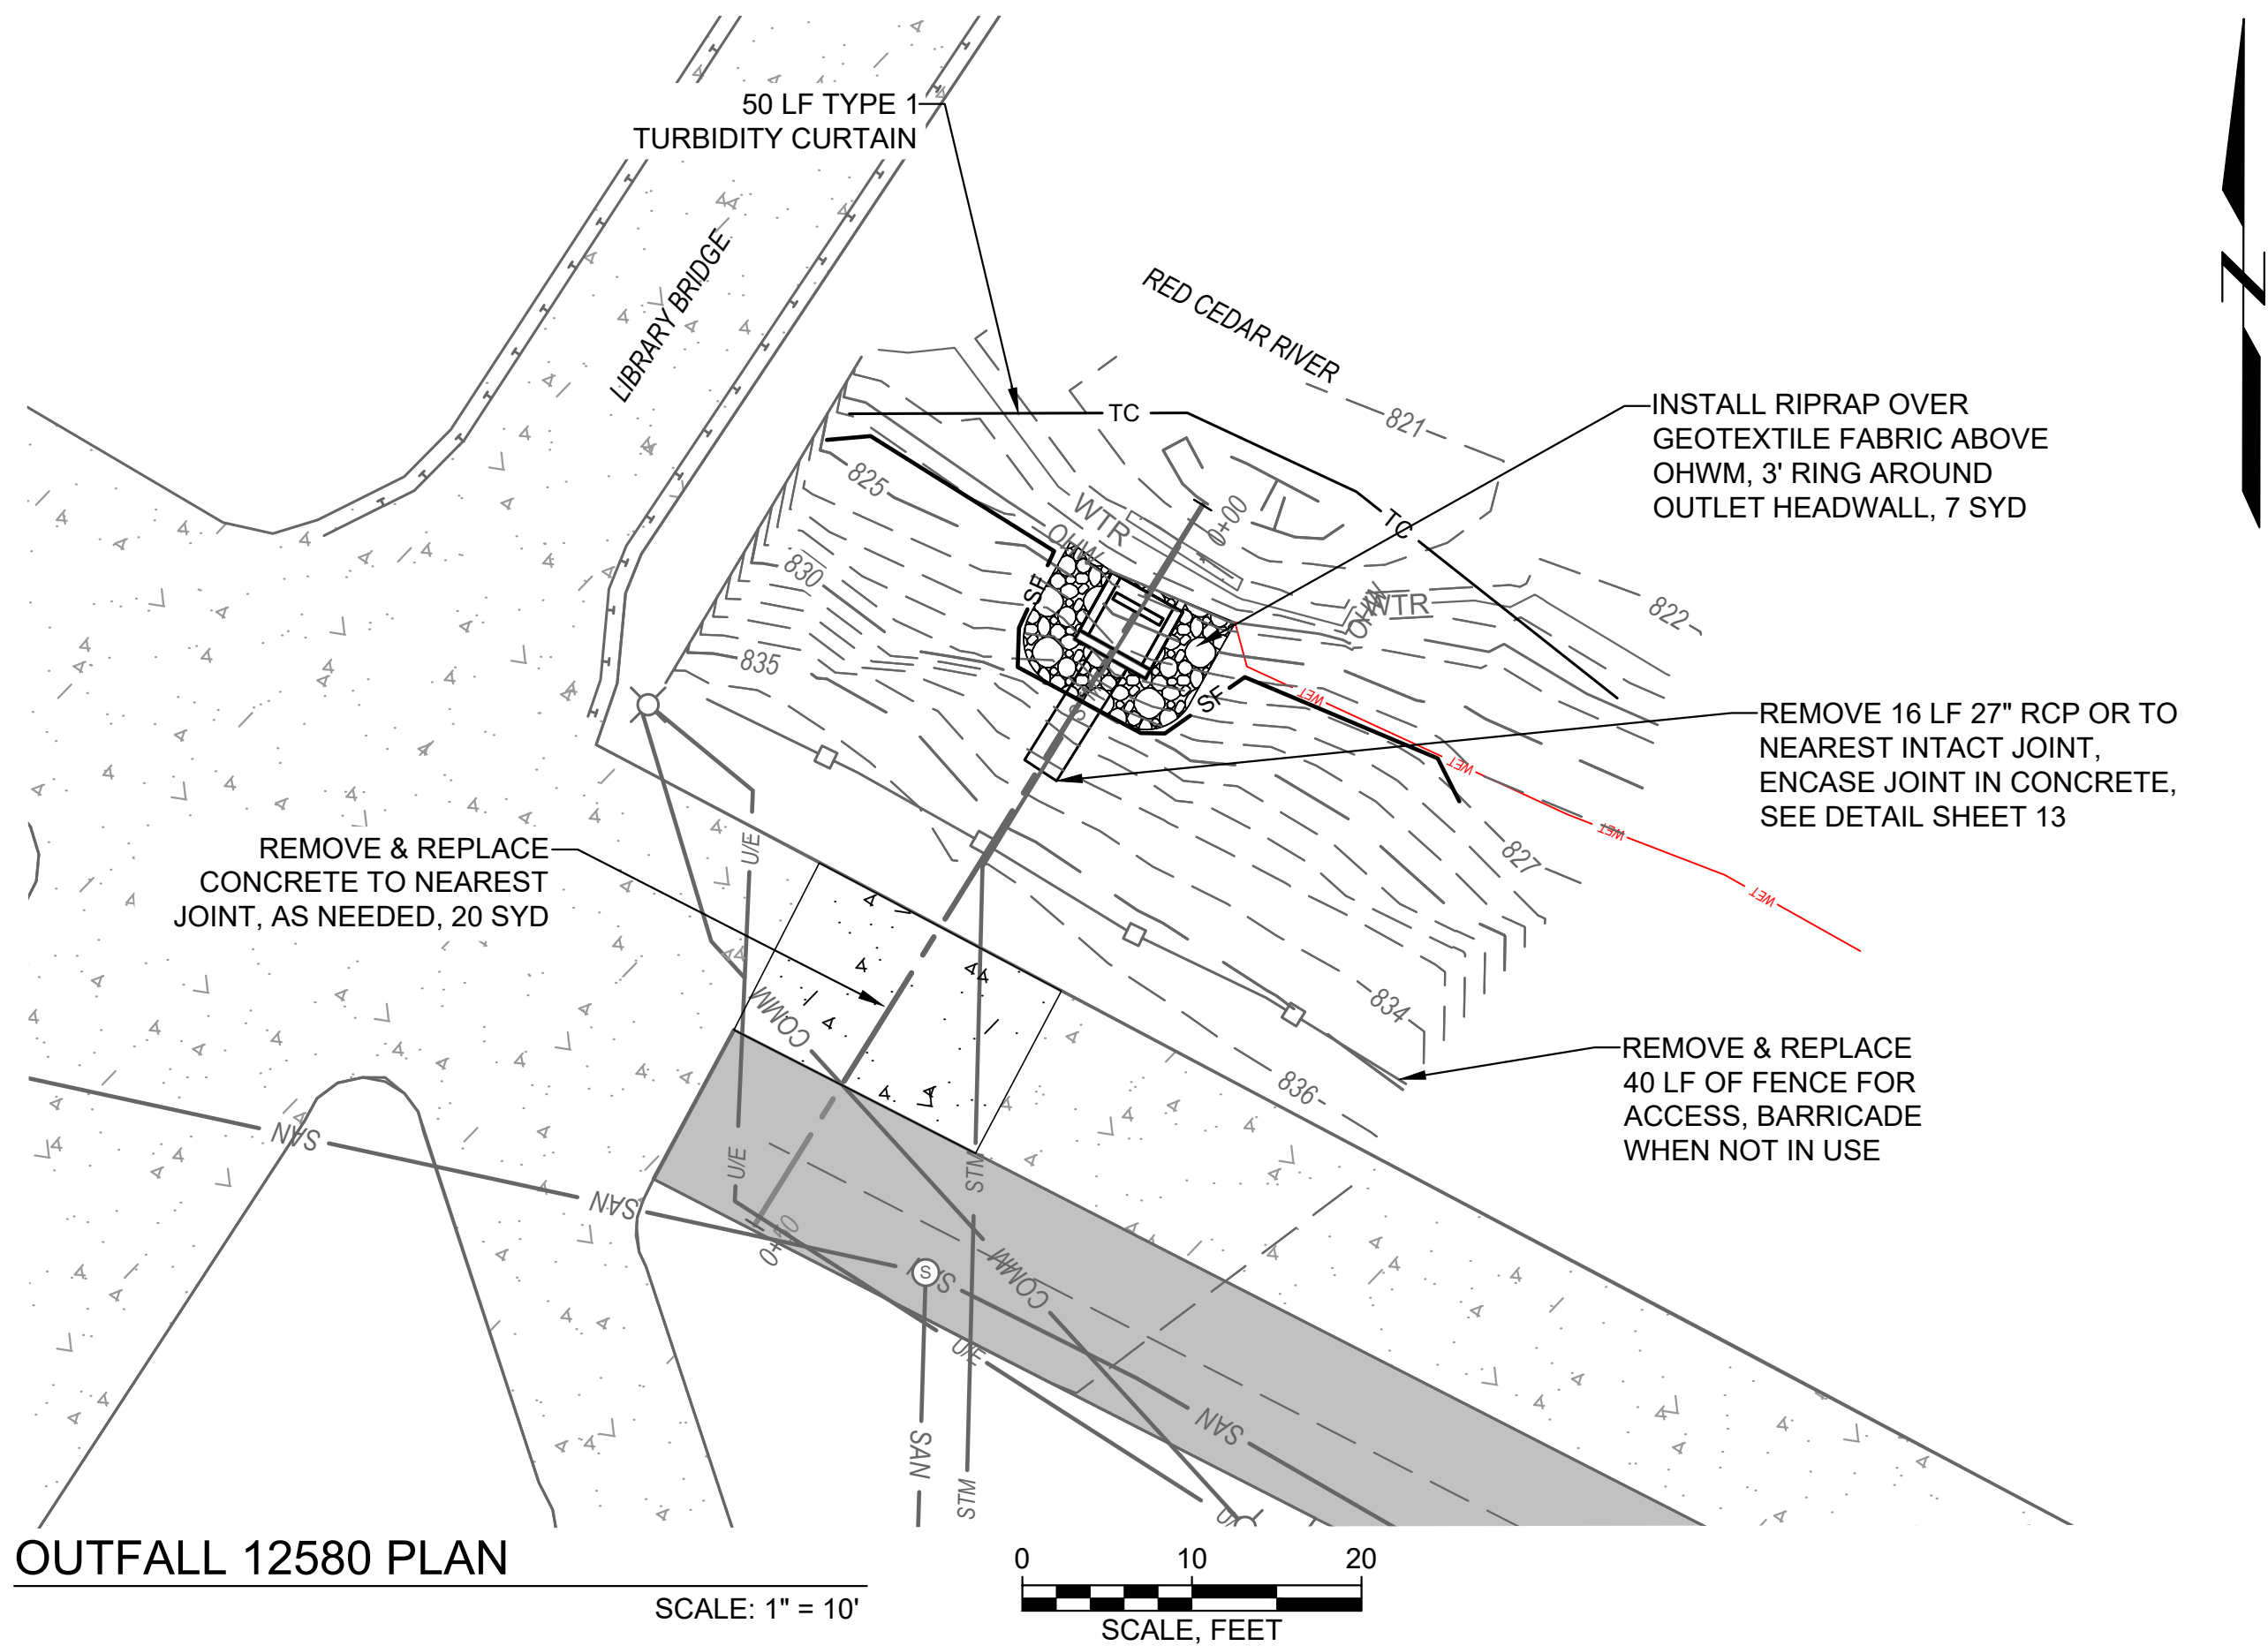 50 LF TYPE 1
TURBIDITY CURTAIN
LIBRARY BRIDGE
RED CEDAR RIVER
N
821
TC
TC
INSTALL RIPRAP OVER
GEOTEXTILE FABRIC ABOVE
OHWM, 3' RING AROUND
OUTLET HEADWALL, 7 SYD
825
WTR
OHW
0+00
830
SF
OHW
WTR
822
835
SF
WET
WET
WET
WET
REMOVE 16 LF 27" RCP OR TO
NEAREST INTACT JOINT,
ENCASE JOINT IN CONCRETE,
SEE DETAIL SHEET 13
827
U/E
REMOVE & REPLACE
CONCRETE TO NEAREST
JOINT, AS NEEDED, 20 SYD
COMM
834
836
REMOVE & REPLACE
40 LF OF FENCE FOR
ACCESS, BARRICADE
WHEN NOT IN USE
SAN
SAN
U/E
STM
0+40
S
SAN
COMM
U/E
SAN
SAN
STM
OUTFALL 12580 PLAN
SCALE: 1" = 10'
0 10 20
SCALE, FEET